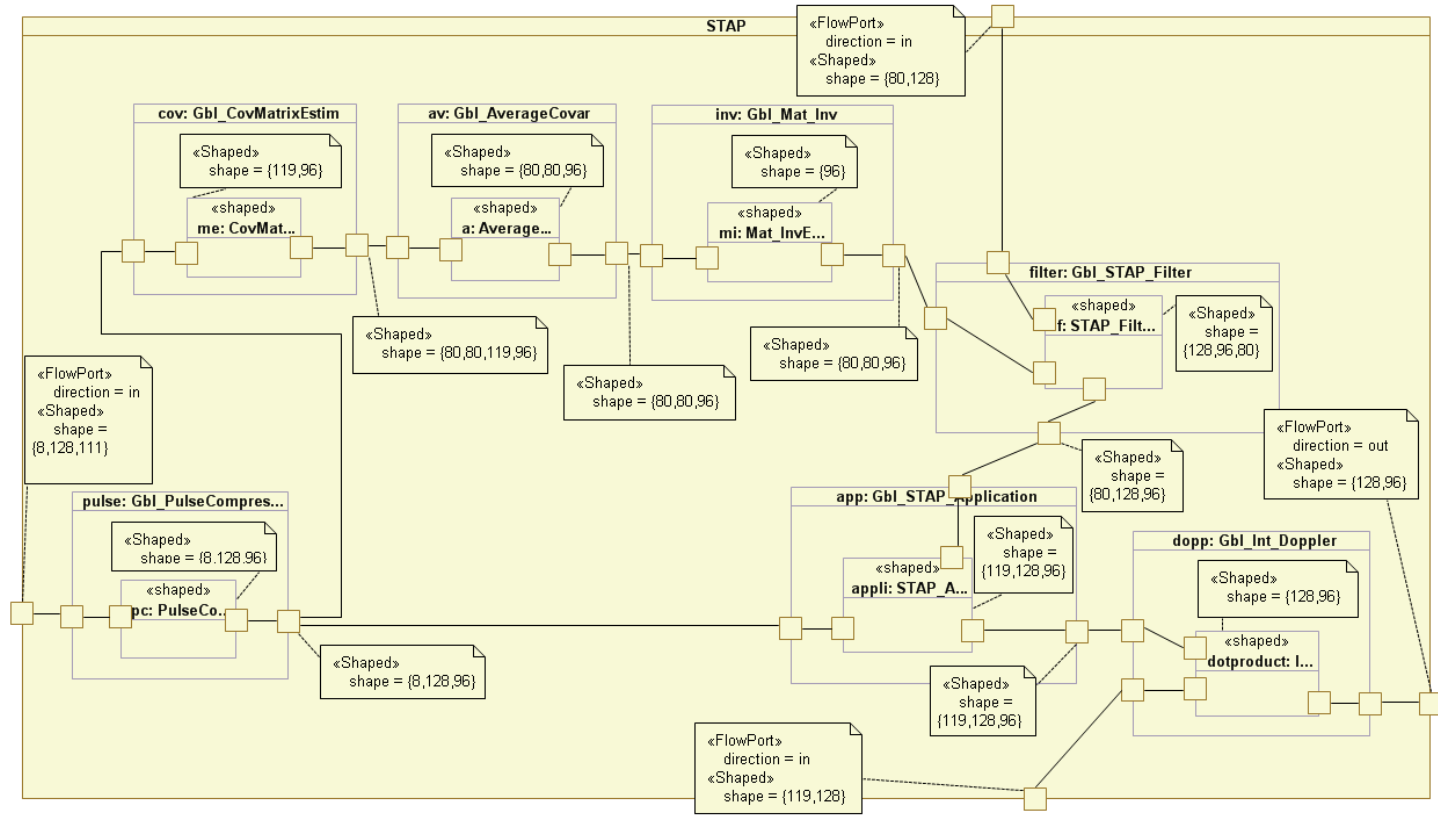 STAP
«FlowPort»
direction = in
«Shaped»
shape = {80,128}
cov: Gbl_CovMatrixEstim
«Shaped»
shape = {119,96}
«shaped»
me: CovMat...
av: Gbl_AverageCovar
«Shaped»
shape = {80,80,96}
«shaped»
a: Average...
inv: Gbl_Mat_Inv
«Shaped»
shape = {96}
«shaped»
mi: Mat_InvE...
filter: Gbl_STAP_Filter
«shaped»
f: STAP_Filt...
«Shaped»
shape =
{128,96,80}
«Shaped»
shape = {80,80,119,96}
«Shaped»
shape = {80,80,96}
«Shaped»
shape = {80,80,96}
«FlowPort»
direction = in
«Shaped»
shape =
{8,128,111}
«Shaped»
shape =
{80,128,96}
«FlowPort»
direction = out
«Shaped»
shape = {128,96}
pulse: Gbl_PulseCompres...
«Shaped»
shape = {8,128,96}
«shaped»
pc: PulseCo...
«Shaped»
shape = {8,128,96}
app: Gbl_STAP_Application
«Shaped»
shape =
{119,128,96}
«shaped»
appli: STAP_A...
«Shaped»
shape =
{119,128,96}
dopp: Gbl_Int_Doppler
«Shaped»
shape = {128,96}
«shaped»
dotproduct: I...
«FlowPort»
direction = in
«Shaped»
shape = {119,128}